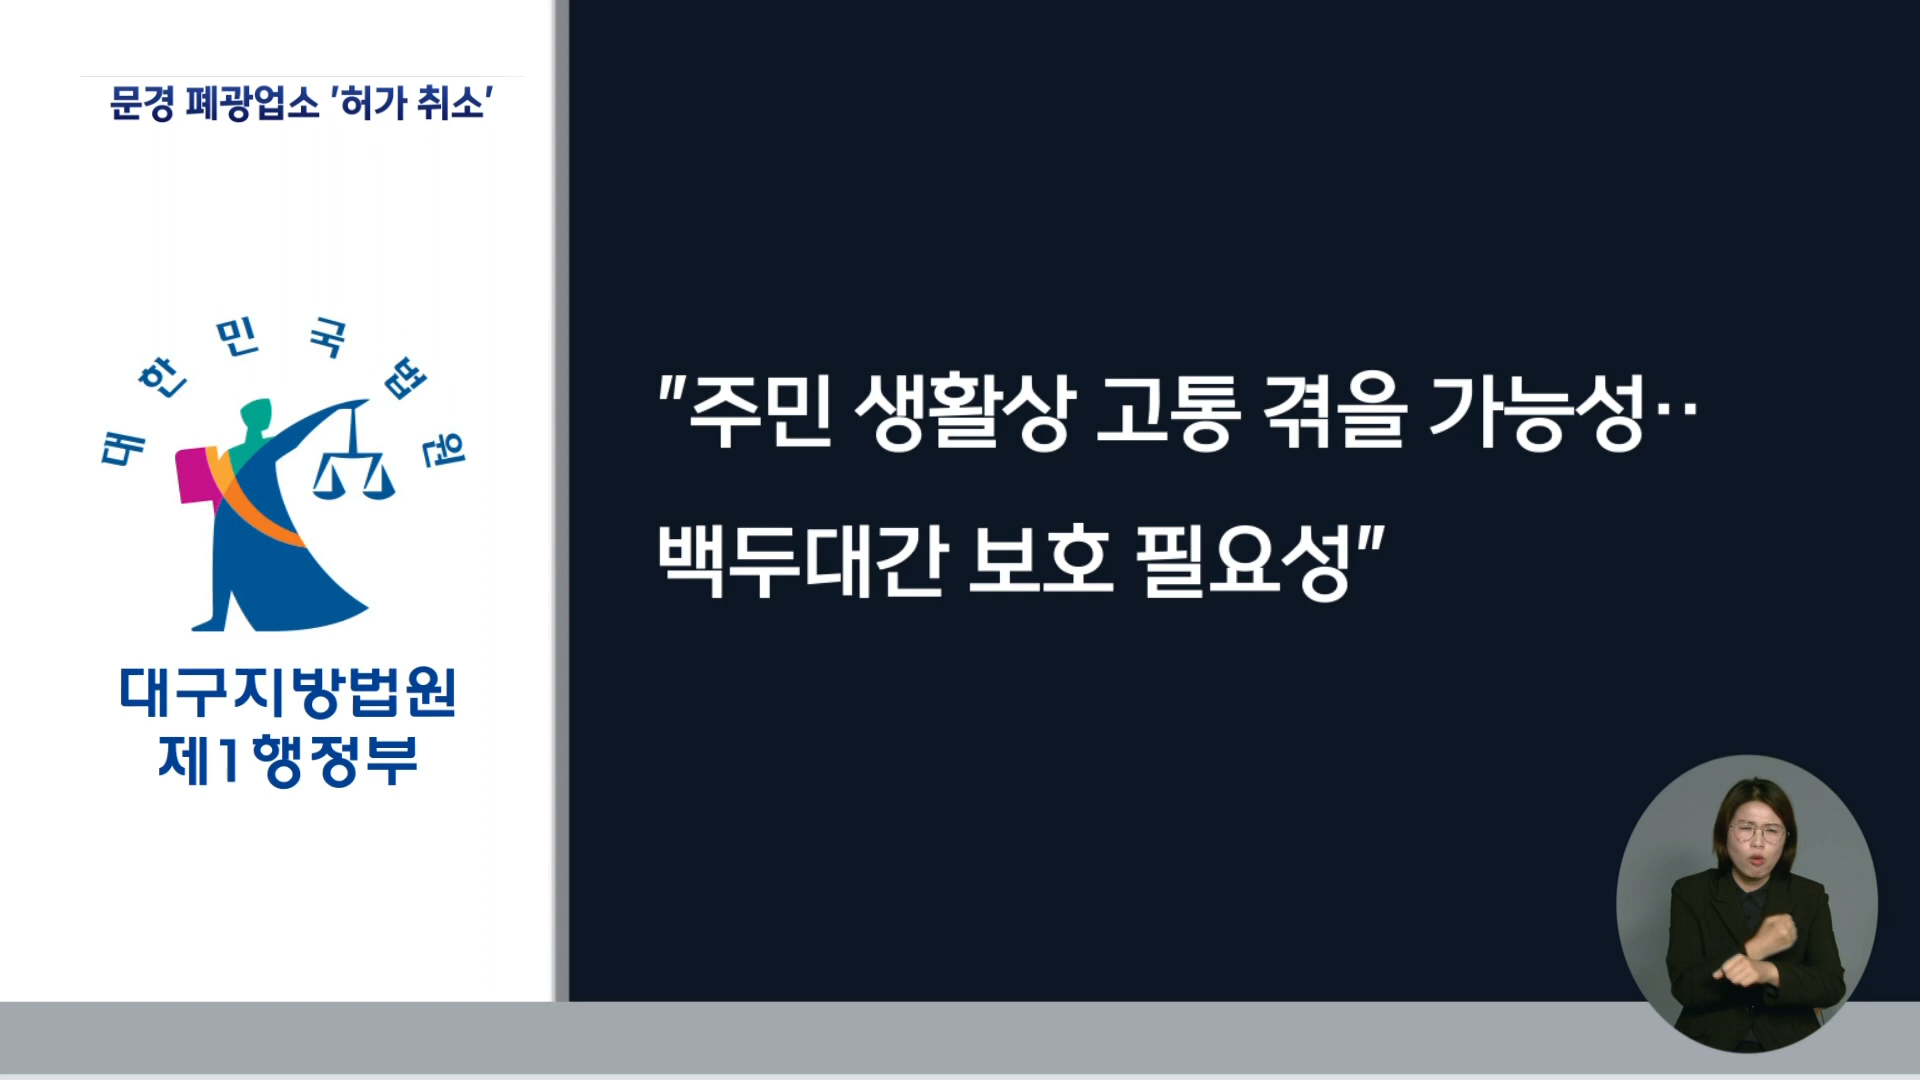 문경 폐광업소 '허가 취소'
대한민국법원
대구지방법원
제1행정부
"주민 생활상 고통 겪을 가능성··
백두대간 보호 필요성"